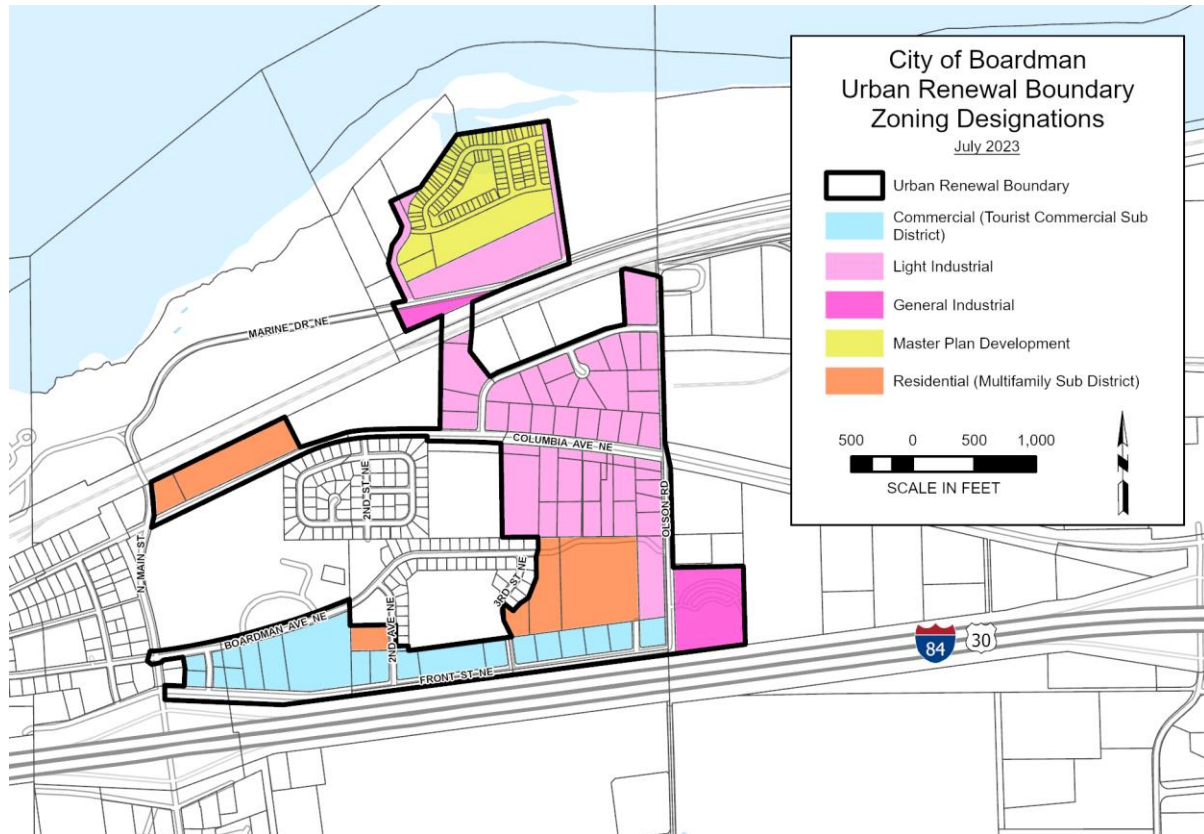 City of Boardman
Urban Renewal Boundary
Zoning Designations
July 2023
Urban Renewal Boundary
Commercial (Tourist Commercial Sub
District)
Light Industrial
General Industrial
Master Plan Development
Residential (Multifamily Sub District)
500 0 500 1,000
SCALE IN FEET
MARINE DR NE
COLUMBIA AVE NE
2ND ST NE
OLSON RD
N MAIN ST
3RD ST NE
BOARDMAN AVE NE
2ND AVE NE
FRONT ST NE
84
30